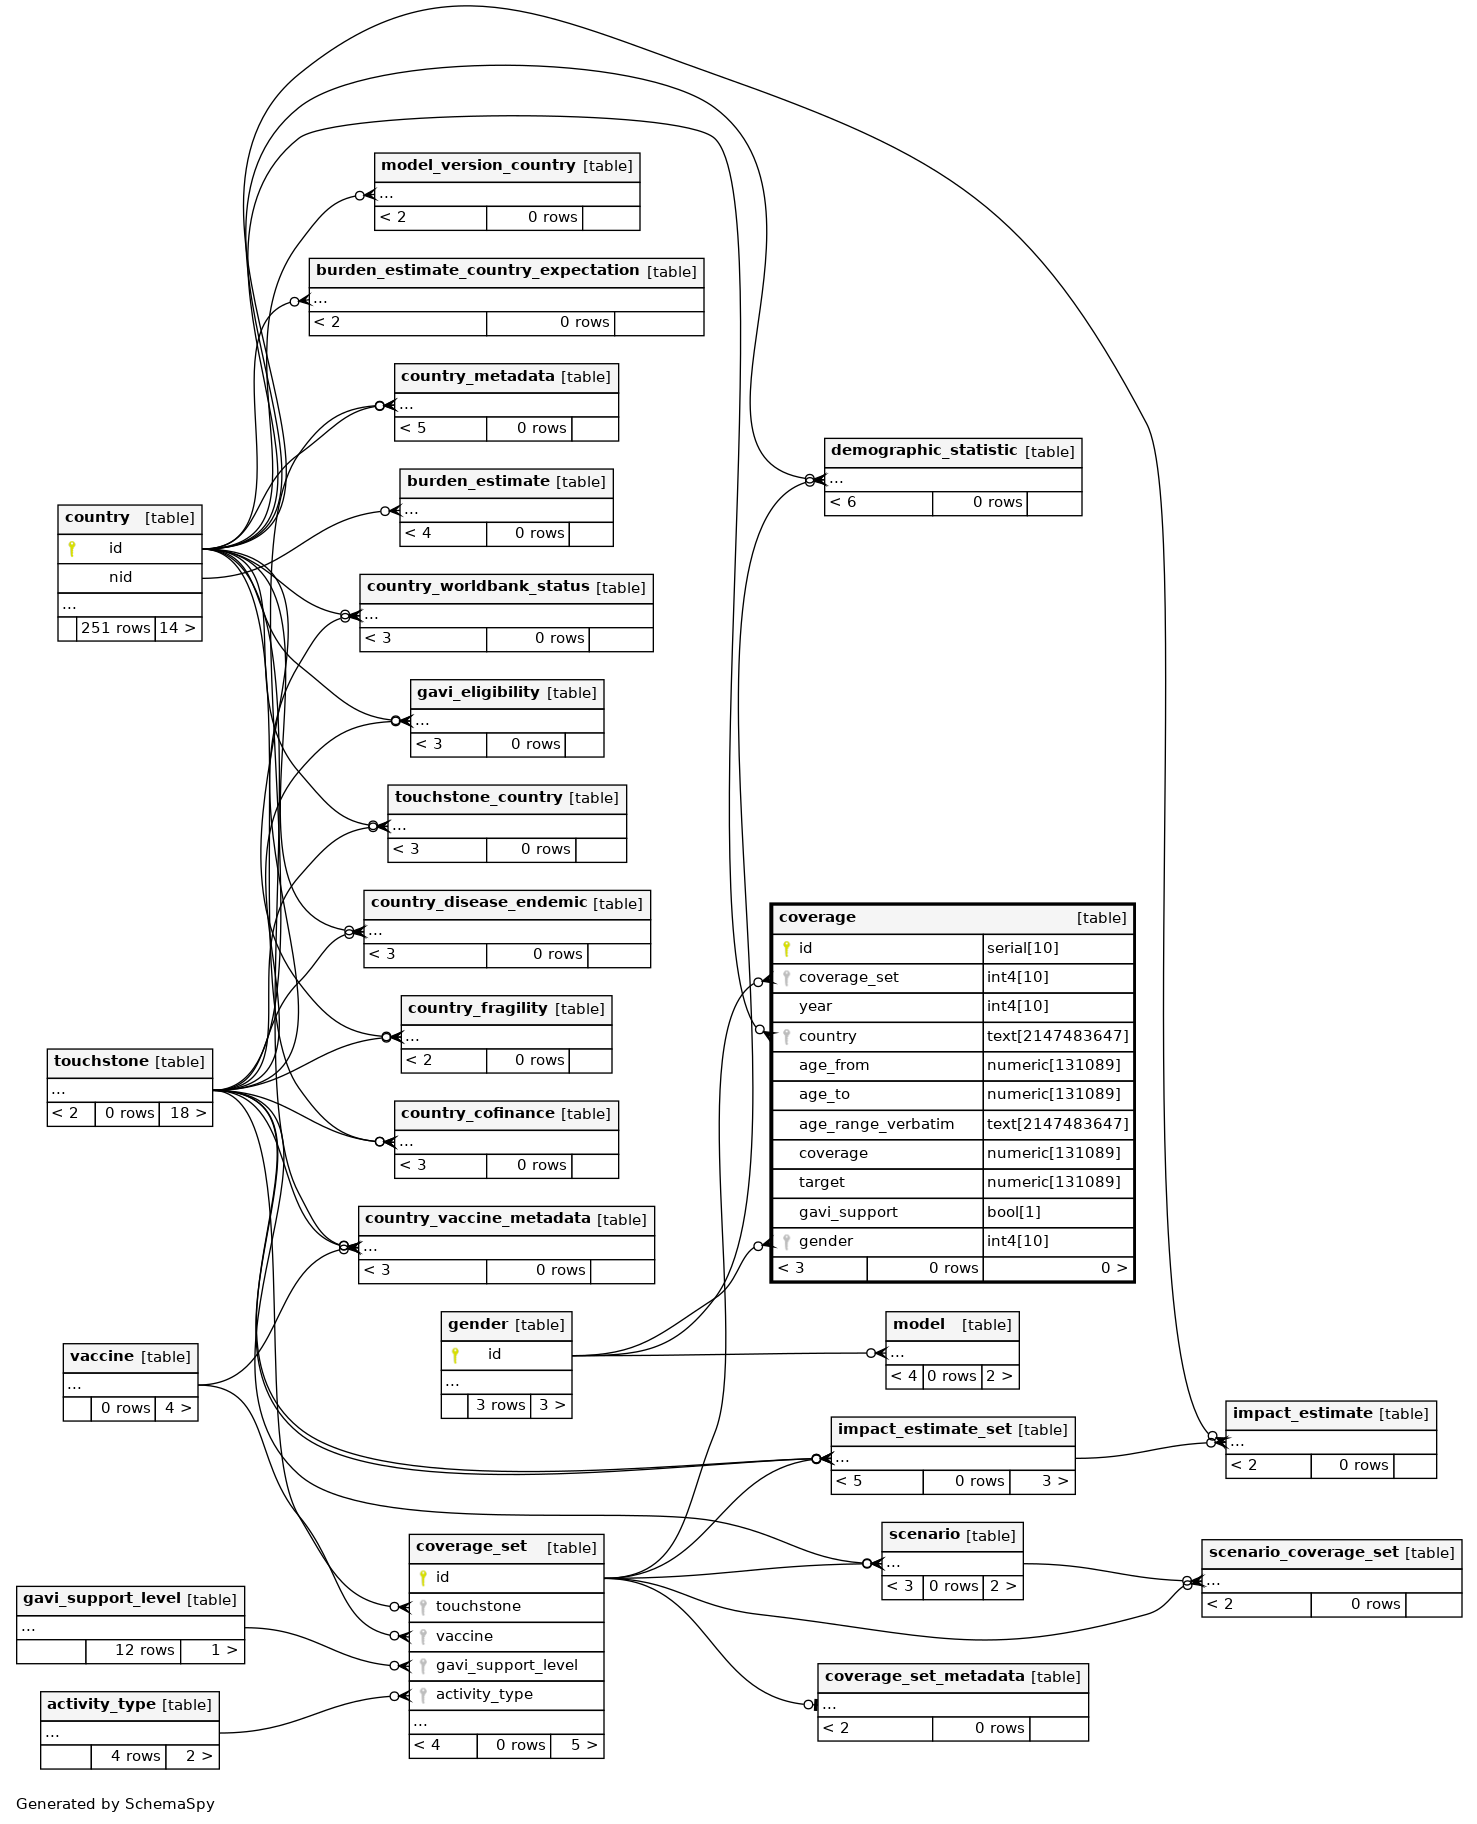 model_version_country [table]
...
< 2 0 rows
burden_estimate_country_expectation [table]
...
< 2 0 rows
country_metadata [table]
...
< 5 0 rows
burden_estimate [table]
...
< 4 0 rows
country_worldbank_status [table]
...
< 3 0 rows
gavi_eligibility [table]
...
< 3 0 rows
touchstone_country [table]
...
< 3 0 rows
country_disease_endemic [table]
...
< 3 0 rows
country_fragility [table]
...
< 2 0 rows
country_cofinance [table]
...
< 3 0 rows
country_vaccine_metadata [table]
...
< 3 0 rows
country [table]
id
nid
...
251 rows 14 >
touchstone [table]
...
< 2 0 rows 18 >
vaccine [table]
...
0 rows 4 >
gavi_support_level [table]
...
12 rows 1 >
activity_type [table]
...
4 rows 2 >
gender [table]
id
...
3 rows 3 >
coverage_set [table]
id
touchstone
vaccine
gavi_support_level
activity_type
...
< 4 0 rows 5 >
demographic_statistic [table]
...
< 6 0 rows
coverage [table]
id serial[10]
coverage_set int4[10]
year int4[10]
country text[2147483647]
age_from numeric[131089]
age_to numeric[131089]
age_range_verbatim text[2147483647]
coverage numeric[131089]
target numeric[131089]
gavi_support bool[1]
gender int4[10]
< 3 0 rows 0 >
model [table]
...
< 4 0 rows 2 >
impact_estimate_set [table]
...
< 5 0 rows 3 >
scenario [table]
...
< 3 0 rows 2 >
coverage_set_metadata [table]
...
< 2 0 rows
impact_estimate [table]
...
< 2 0 rows
scenario_coverage_set [table]
...
< 2 0 rows
Generated by SchemaSpy